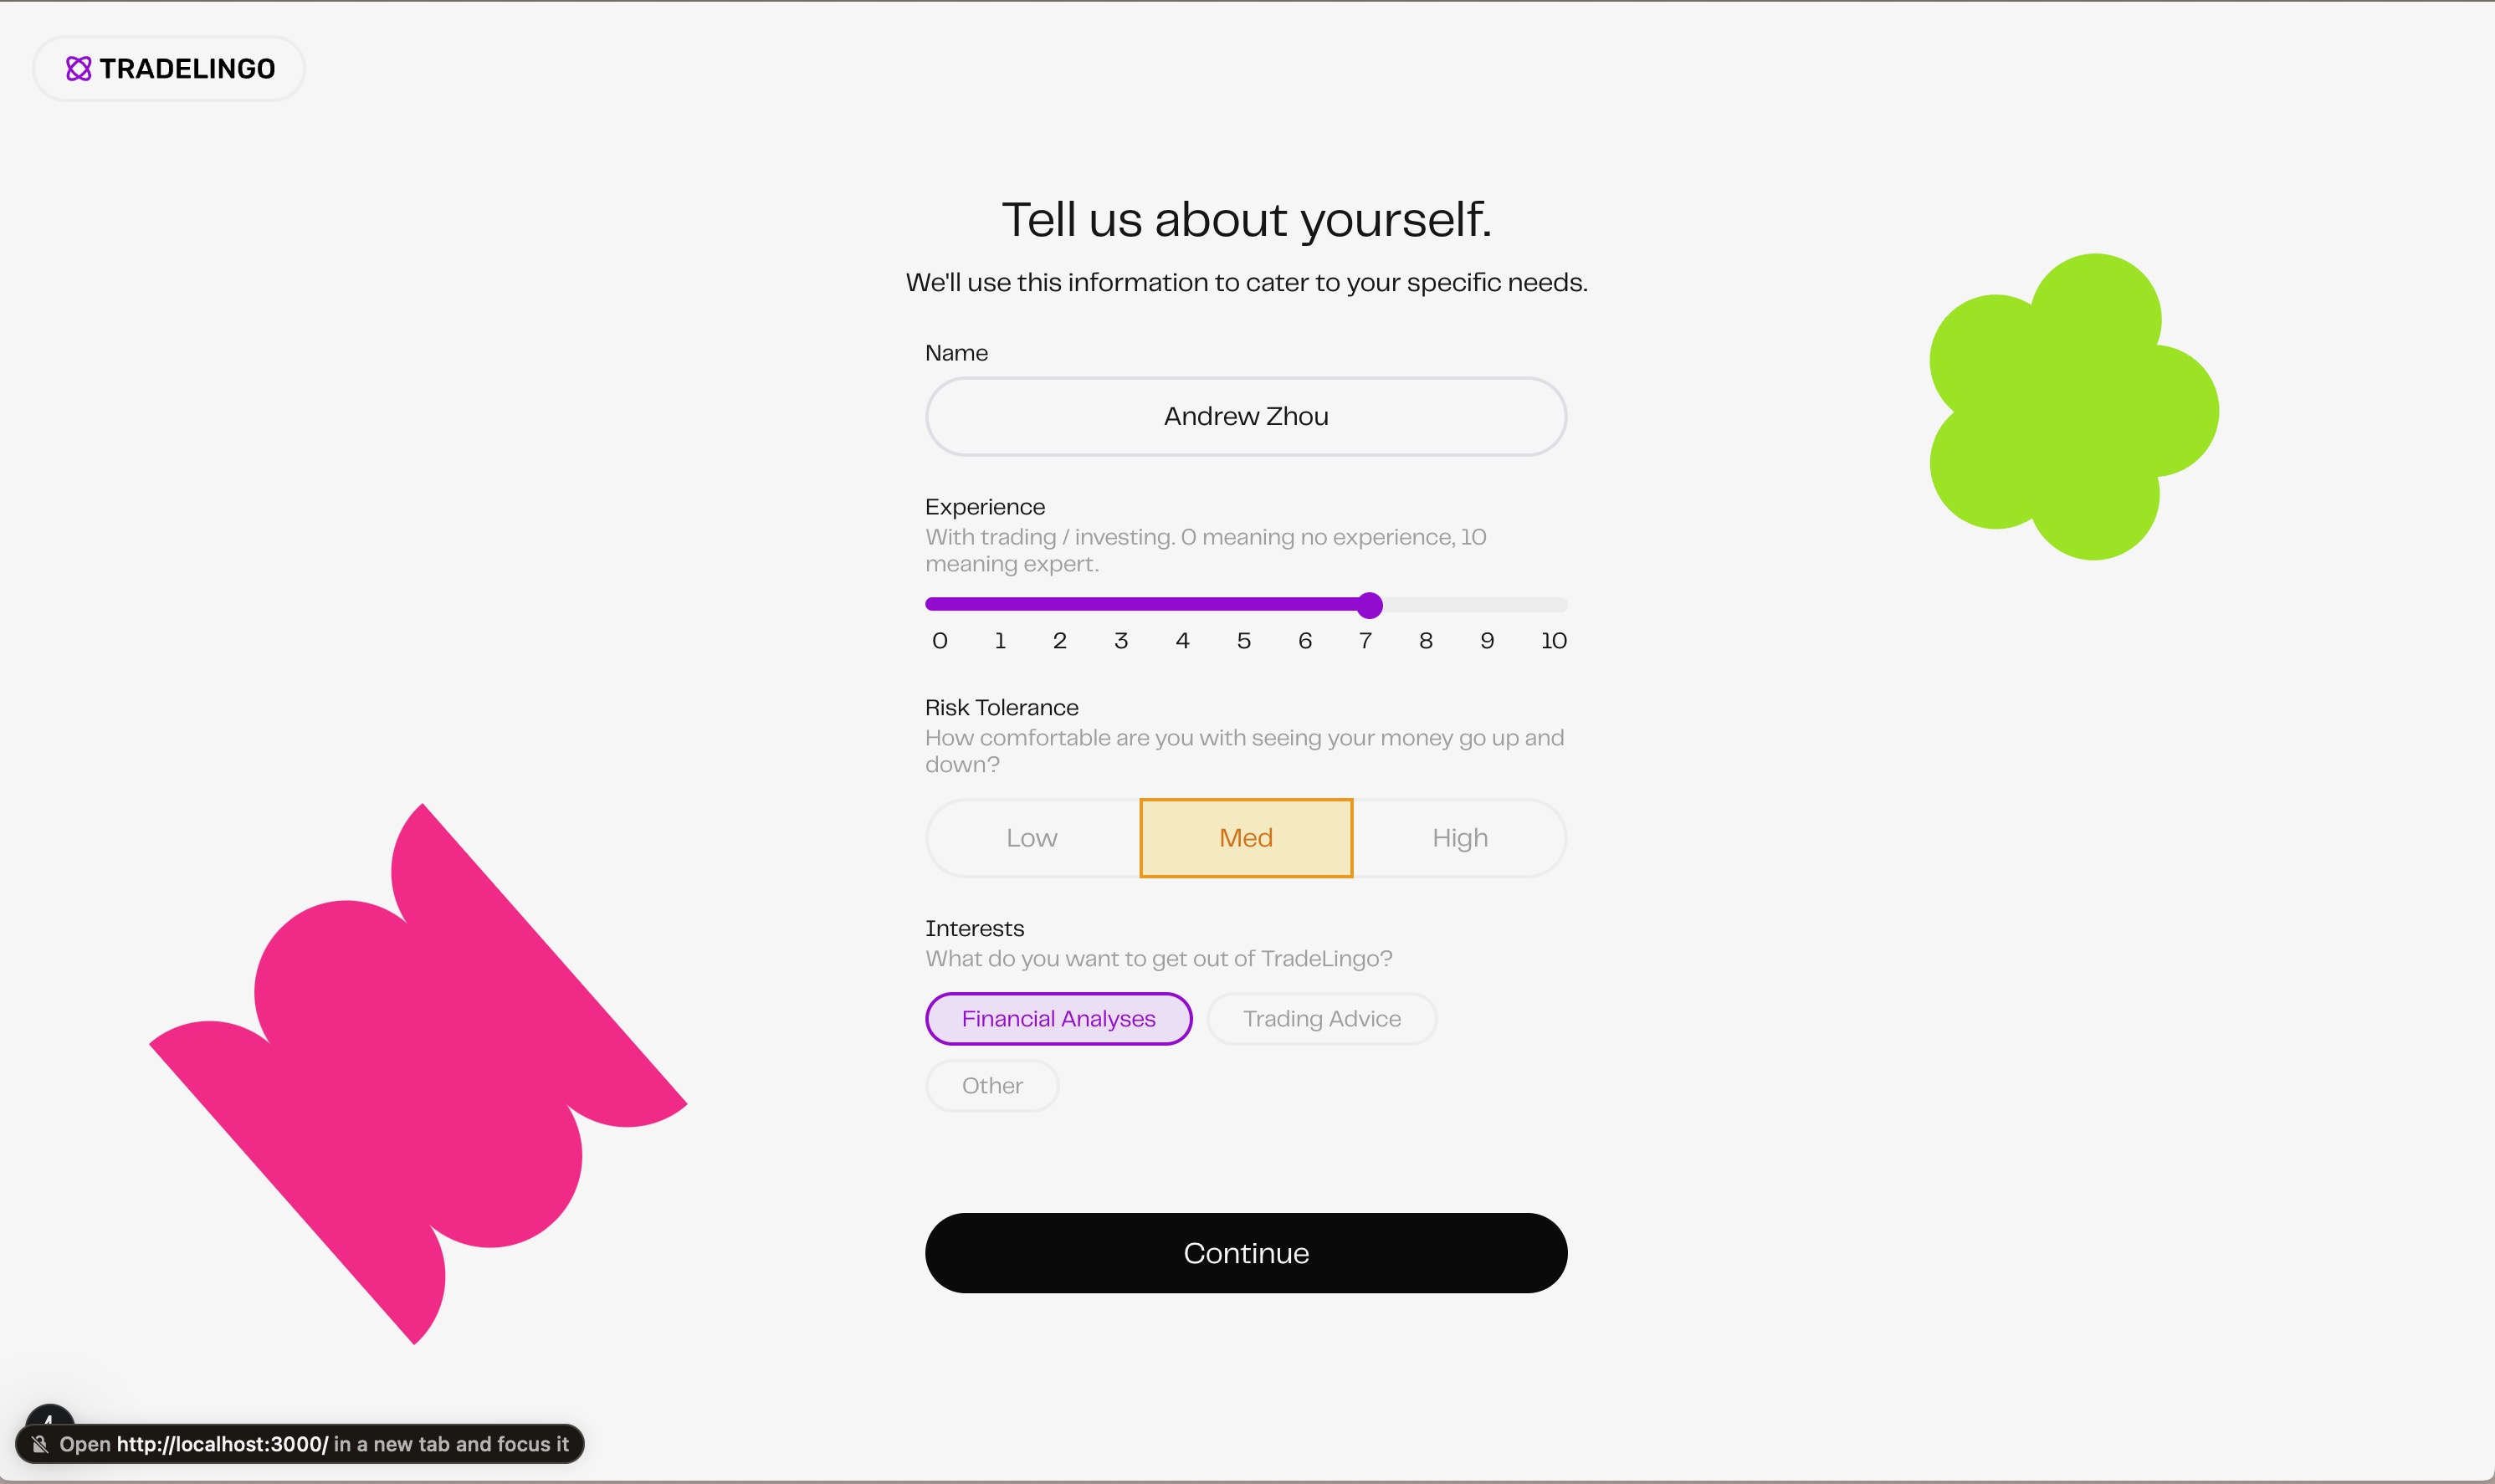 TRADELINGO
Tell us about yourself.
We'll use this information to cater to your specific needs.
Name
Andrew Zhou
Experience
With trading / investing. 0 meaning no experience, 10
meaning expert.
0 1 2 3 4 5 6 7 8 9 10
Risk Tolerance
How comfortable are you with seeing your money go up and
down?
Low Med High
Interests
What do you want to get out of TradeLingo?
Financial Analyses Trading Advice
Other
Continue
Open http://localhost:3000/ in a new tab and focus it